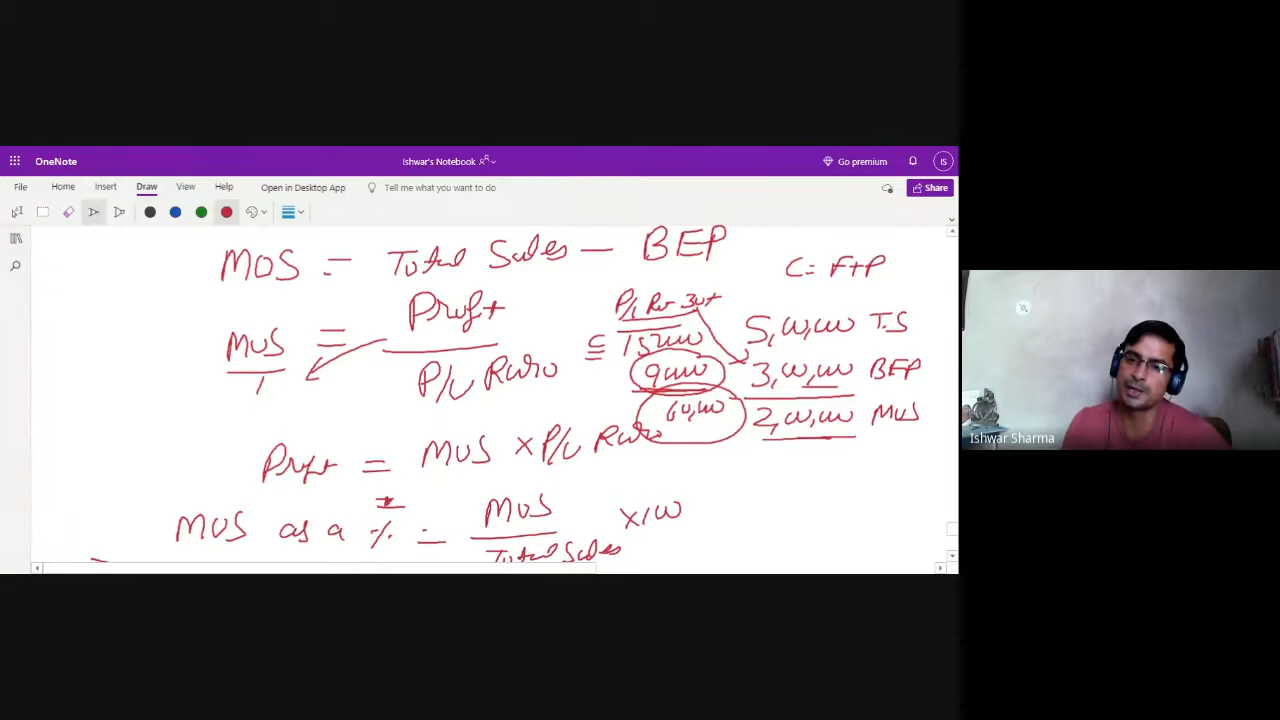 OneNote
Ishwar's Notebook
Go premium
IS
File Home Insert Draw View Help Open in Desktop App Tell me what you want to do
Share
MOS = Total Sales - BEP
C = F+P
MOS = Profit
P/V Ratio
5,00,000 T.S
3,00,000 BEP
90000
60,000
2,00,000 MOS
Profit = MOS × P/V Ratio
MOS as a % = MOS
×100
Total Sales
Ishwar Sharma